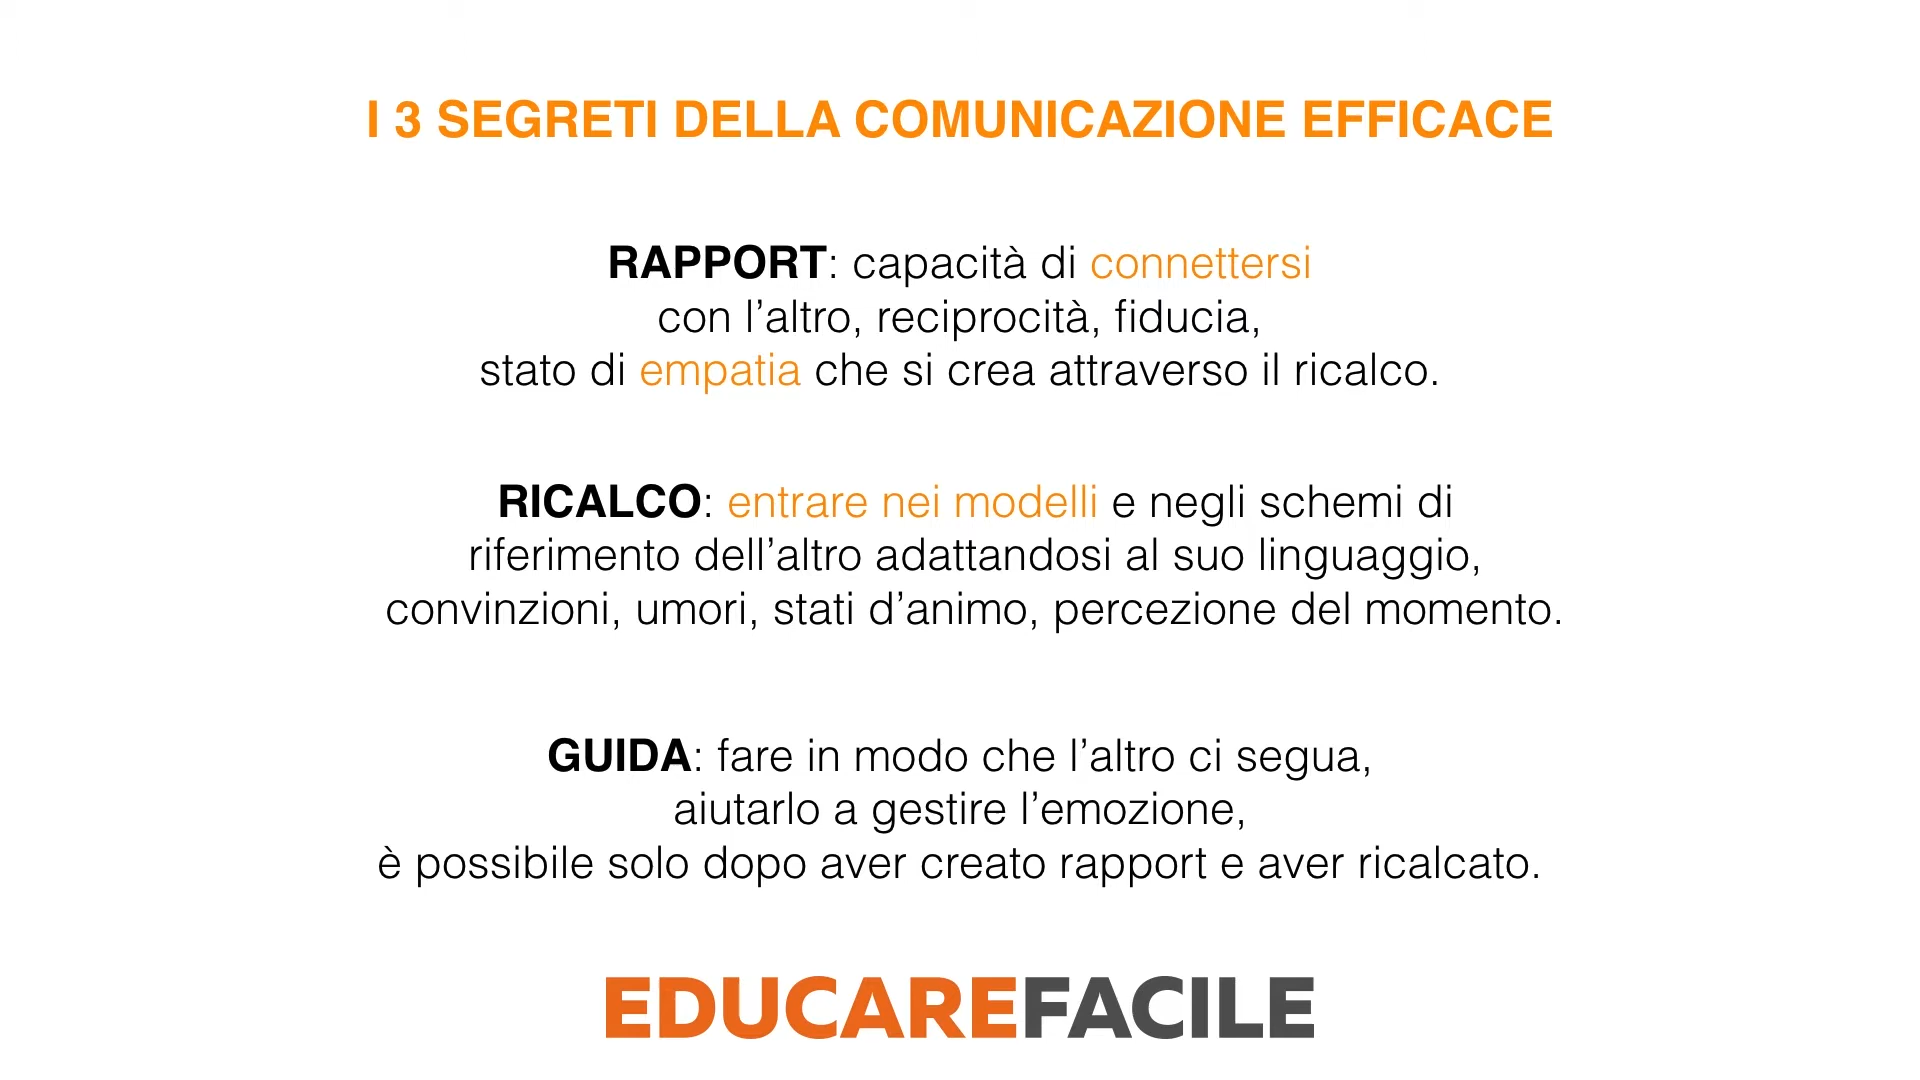 I 3 SEGRETI DELLA COMUNICAZIONE EFFICACE
RAPPORT: capacità di connettersi
con l’altro, reciprocità, fiducia,
stato di empatia che si crea attraverso il ricalco.
RICALCO: entrare nei modelli e negli schemi di
riferimento dell’altro adattandosi al suo linguaggio,
convinzioni, umori, stati d’animo, percezione del momento.
GUIDA: fare in modo che l’altro ci segua,
aiutarlo a gestire l’emozione,
è possibile solo dopo aver creato rapport e aver ricalcato.
EDUCAREFACILE